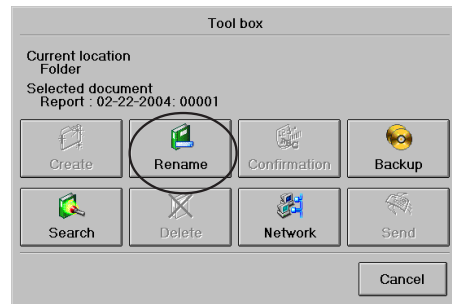 Tool box
Current location
Folder
Selected document
Report : 02-22-2004: 00001
Create Rename Confirmation Backup
Search Delete Network Send
Cancel